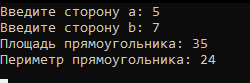 Введите сторону a: 5
Введите сторону b: 7
Площадь прямоугольника: 35
Периметр прямоугольника: 24